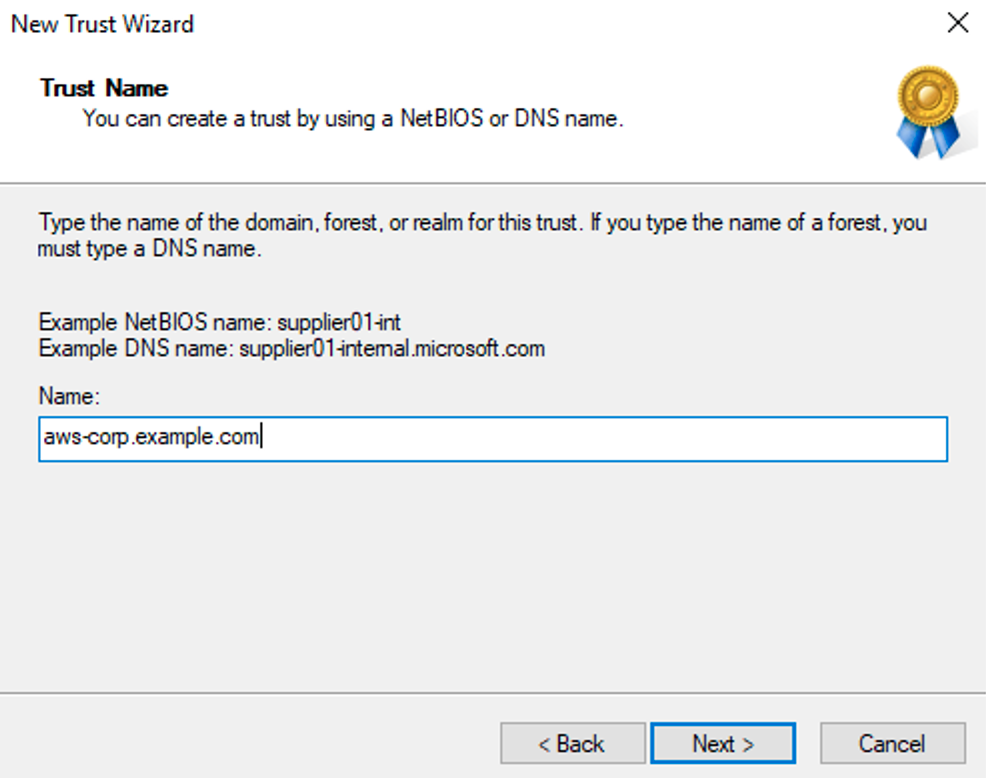 New Trust Wizard
Trust Name
You can create a trust by using a NetBIOS or DNS name.
Type the name of the domain, forest, or realm for this trust. If you type the name of a forest, you
must type a DNS name.
Example NetBIOS name: supplier01-int
Example DNS name: supplier01-internal.microsoft.com
Name:
aws-corp.example.com
< Back
Next >
Cancel